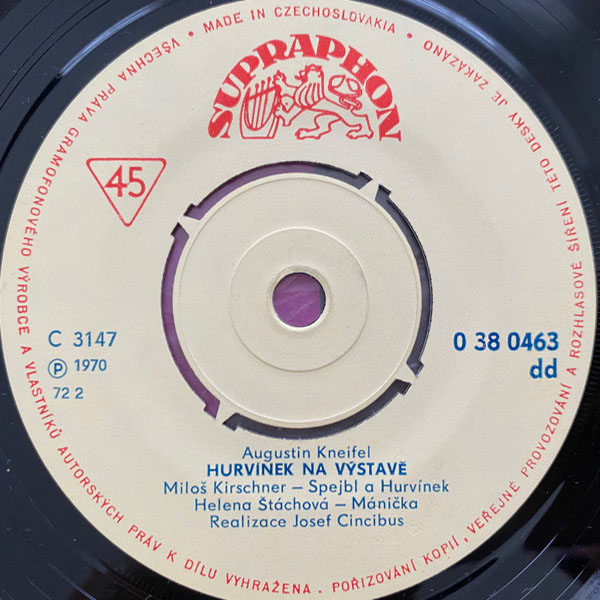 VŠECHNA PRÁVA GRAMOFONOVÉHO VÝROBCE A VLASTNÍKŮ AUTORSKÝCH PRÁV K DÍLU VYHRAŽENA. POŘIZOVÁNÍ KOPIÍ, VEŘEJNÉ PROVOZOVÁNÍ A ROZHLASOVÉ ŠÍŘENÍ TÉTO DESKY JE ZAKÁZÁNO • MADE IN CZECHOSLOVAKIA •
SUPRAPHON
45
C 3147
Ⓟ 1970
72 2
0 38 0463
dd
Augustin Kneifel
HURVÍNEK NA VÝSTAVĚ
Miloš Kirschner – Spejbl a Hurvínek
Helena Štáchová – Mánička
Realizace Josef Cincibus